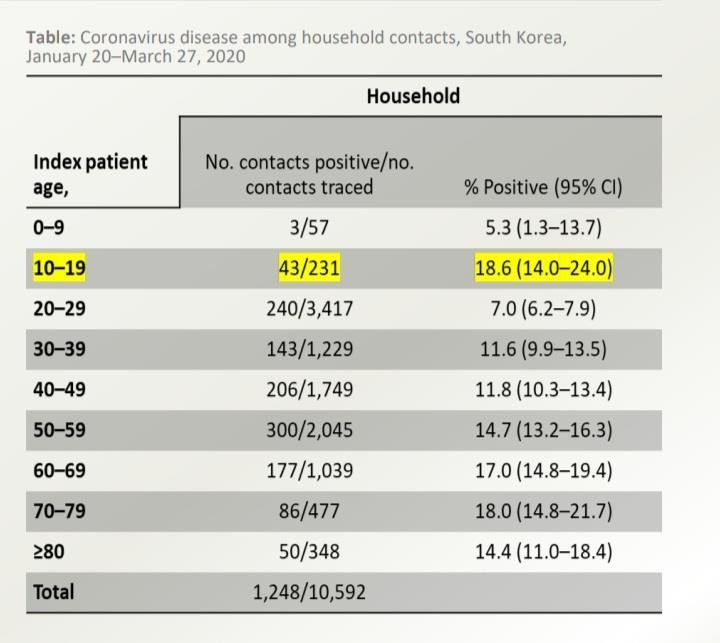 Table: Coronavirus disease among household contacts, South Korea,
January 20–March 27, 2020
Household
Index patient
age,
No. contacts positive/no.
contacts traced
% Positive (95% CI)
0–9 3/57 5.3 (1.3–13.7)
10–19 43/231 18.6 (14.0–24.0)
20–29 240/3,417 7.0 (6.2–7.9)
30–39 143/1,229 11.6 (9.9–13.5)
40–49 206/1,749 11.8 (10.3–13.4)
50–59 300/2,045 14.7 (13.2–16.3)
60–69 177/1,039 17.0 (14.8–19.4)
70–79 86/477 18.0 (14.8–21.7)
≥80 50/348 14.4 (11.0–18.4)
Total 1,248/10,592